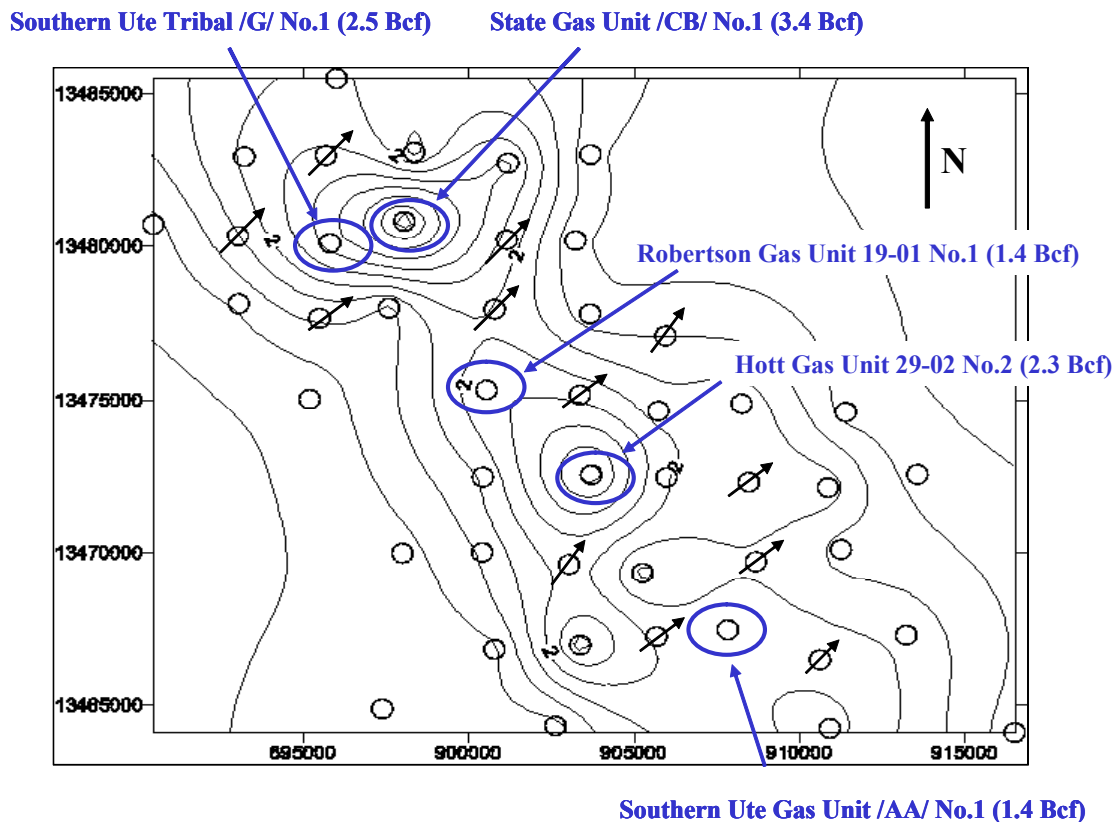 Southern Ute Tribal /G/ No.1 (2.5 Bcf) State Gas Unit /CB/ No.1 (3.4 Bcf)
13485000
2
N
13480000
2
2
Robertson Gas Unit 19-01 No.1 (1.4 Bcf)
Hott Gas Unit 29-02 No.2 (2.3 Bcf)
13475000
2
2
13470000
2
13465000
895000 900000 905000 910000 915000
Southern Ute Gas Unit /AA/ No.1 (1.4 Bcf)